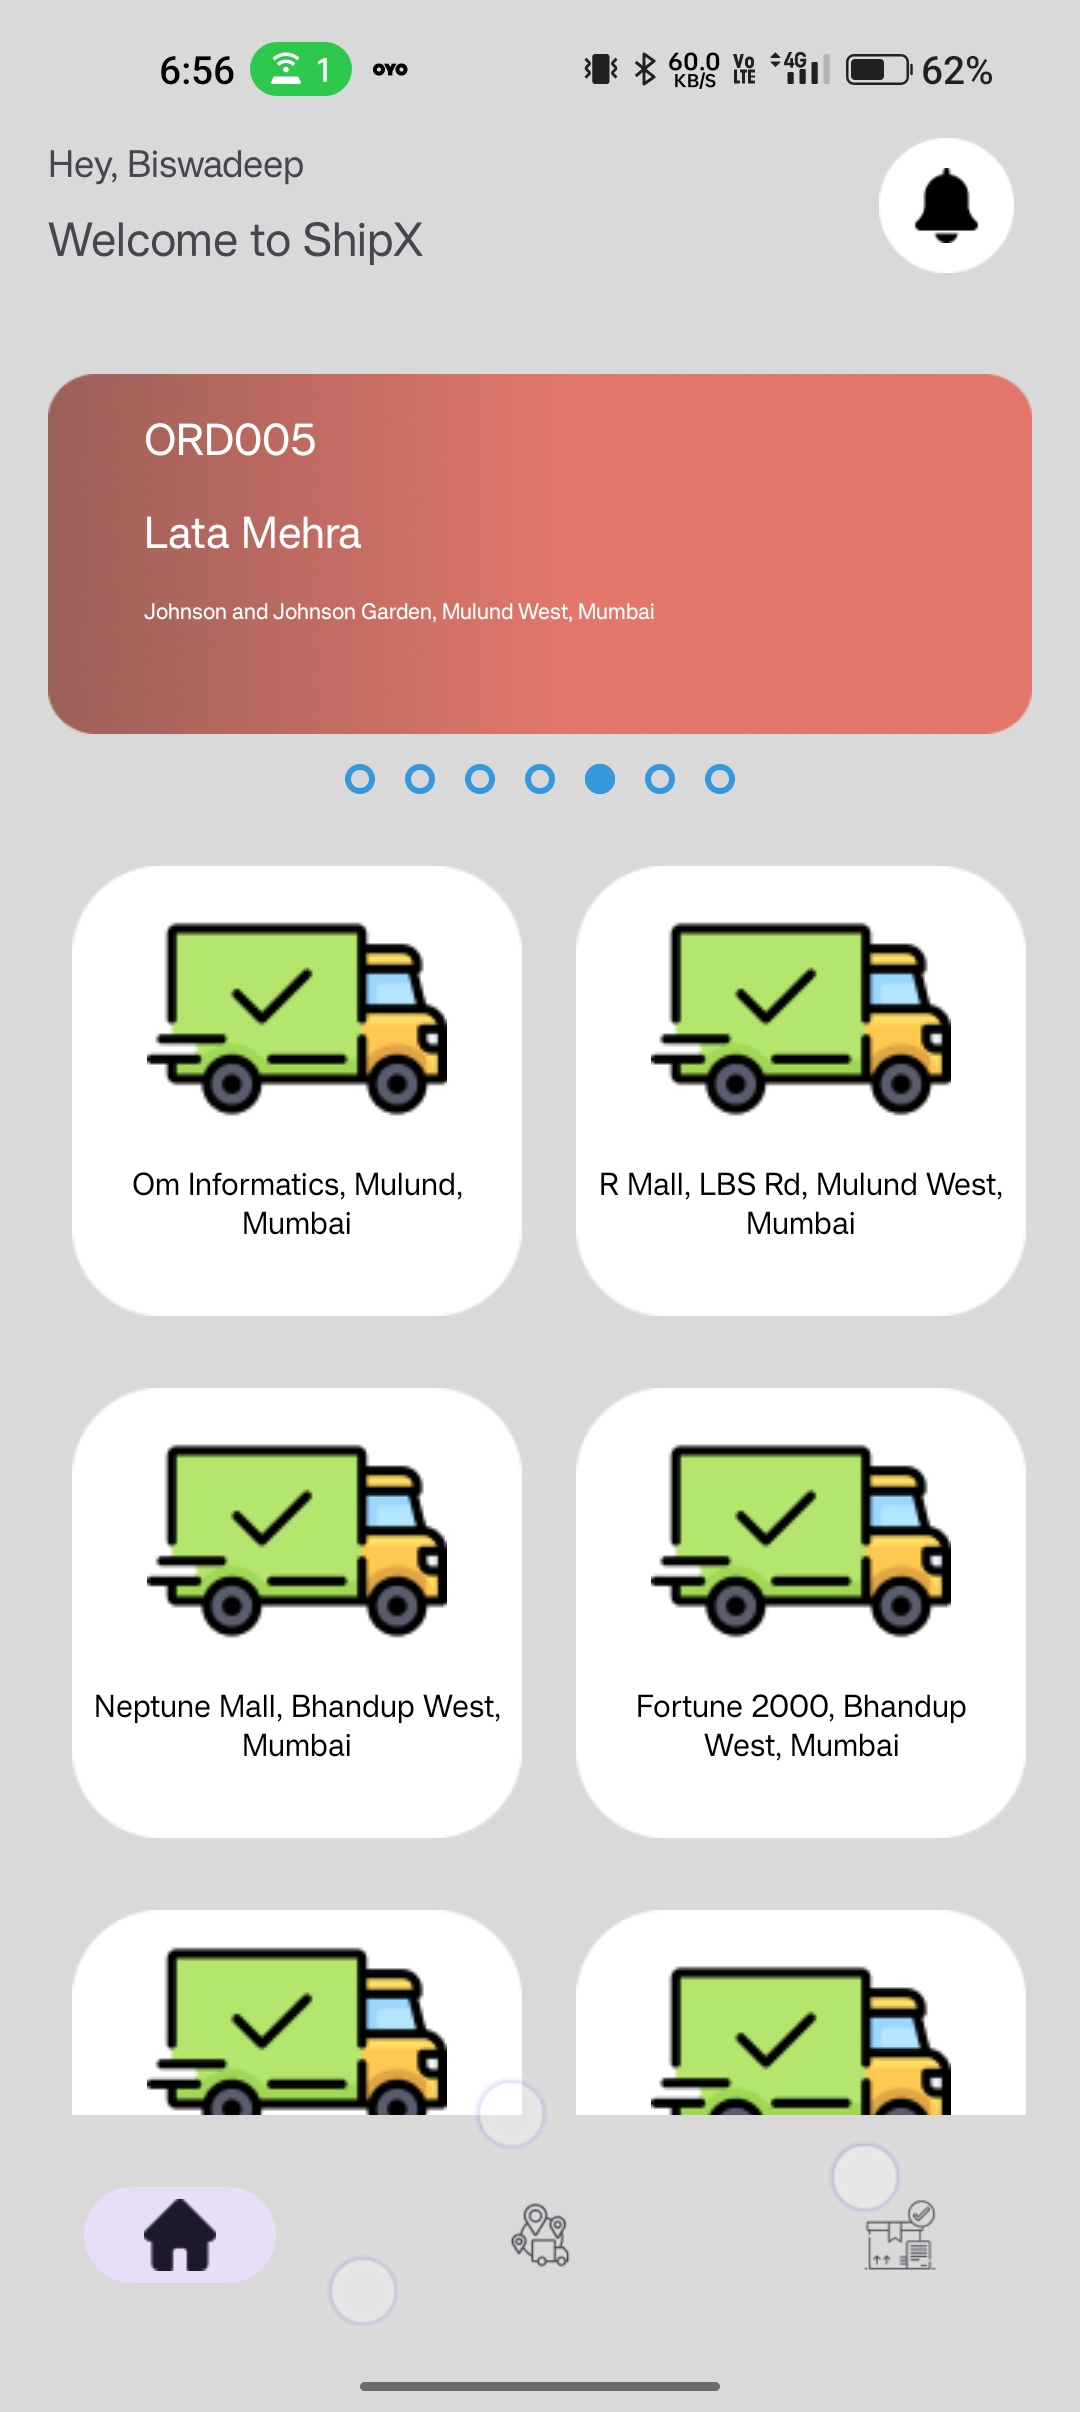 6:56 1 OYO 60.0 KB/S Vo LTE 4G 62%
Hey, Biswadeep
Welcome to ShipX
ORD005
Lata Mehra
Johnson and Johnson Garden, Mulund West, Mumbai
Om Informatics, Mulund,
Mumbai
R Mall, LBS Rd, Mulund West,
Mumbai
Neptune Mall, Bhandup West,
Mumbai
Fortune 2000, Bhandup
West, Mumbai